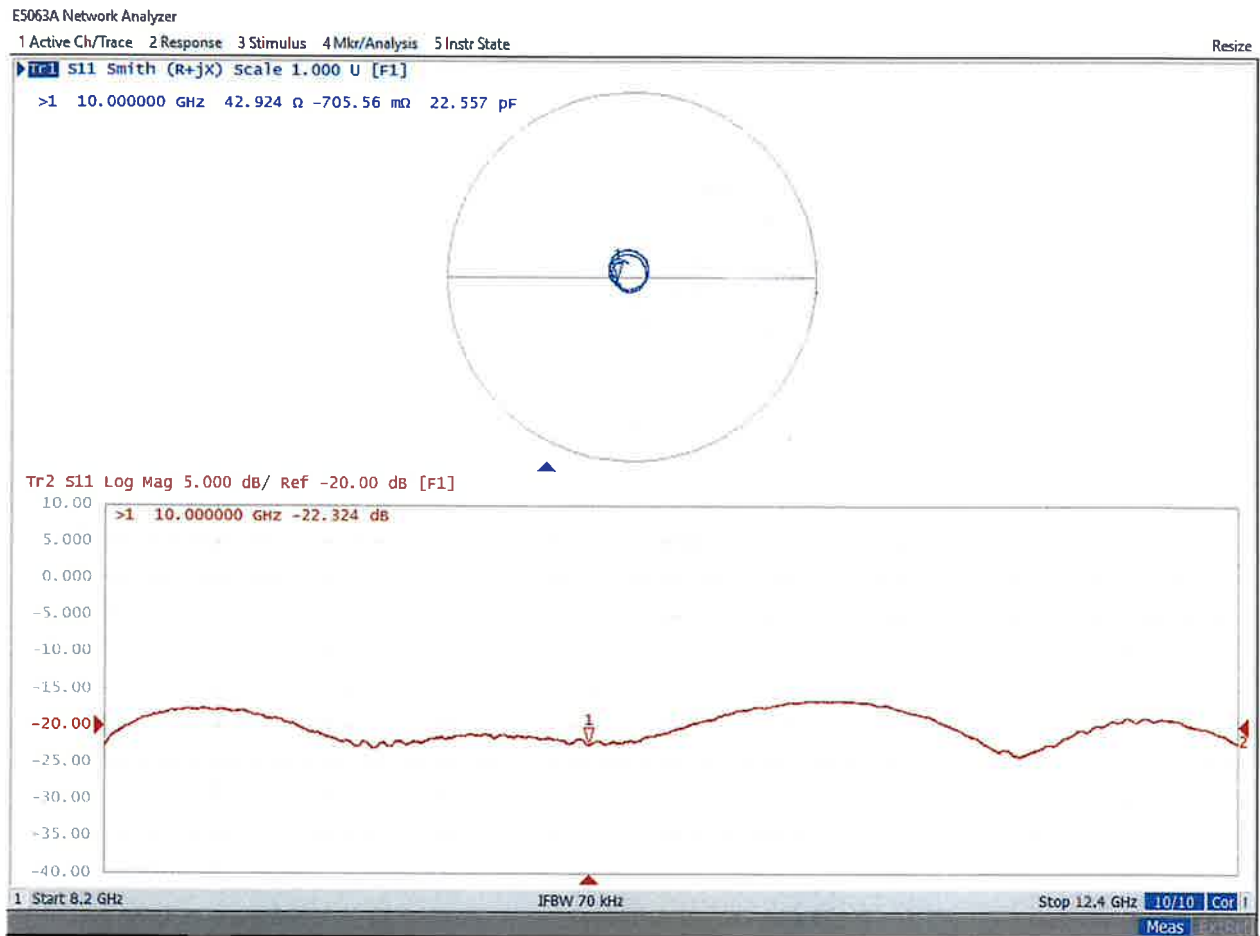 E5063A Network Analyzer
1 Active Ch/Trace 2 Response 3 Stimulus 4 Mkr/Analysis 5 Instr State Resize
Tr1 S11 Smith (R+jX) Scale 1.000 U [F1]
>1 10.000000 GHz 42.924 Ω -705.56 mΩ 22.557 pF
1
Tr2 S11 Log Mag 5.000 dB/ Ref -20.00 dB [F1]
10.00
>1 10.000000 GHz -22.324 dB
5.000
0.000
-5.000
-10.00
-15.00
-20.00
1
2
-25.00
-30.00
-35.00
-40.00
1 Start 8.2 GHz IFBW 70 kHz Stop 12.4 GHz 10/10 Cor
Meas